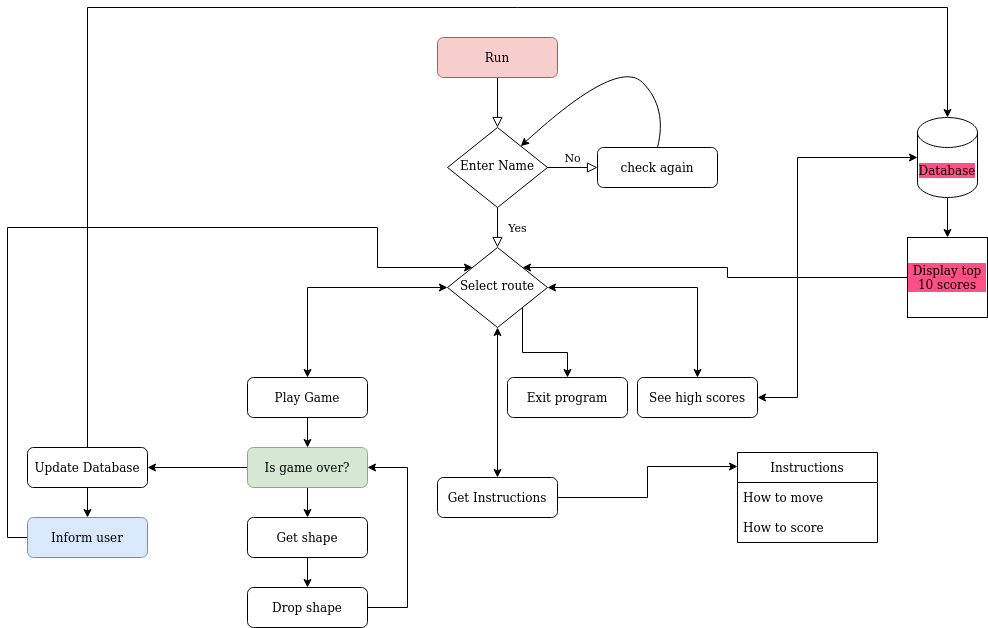 Run
Enter Name
No
check again
Database
Yes
Display top
10 scores
Select route
Play Game
Exit program
See high scores
Update Database
Is game over?
Instructions
Get Instructions
How to move
How to score
Inform user
Get shape
Drop shape